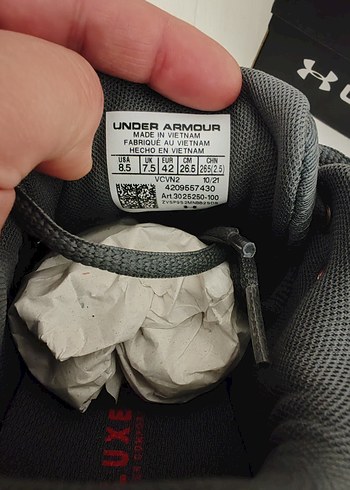 UNDER ARMOUR
MADE IN VIETNAM
FABRIQUÉ AU VIETNAM
HECHO EN VIETNAM
USA UK EUR CM CHN
8.5 7.5 42 26.5 265/2.5
VCVN2 10/21
4209557430
Art.3025250-100
UXE